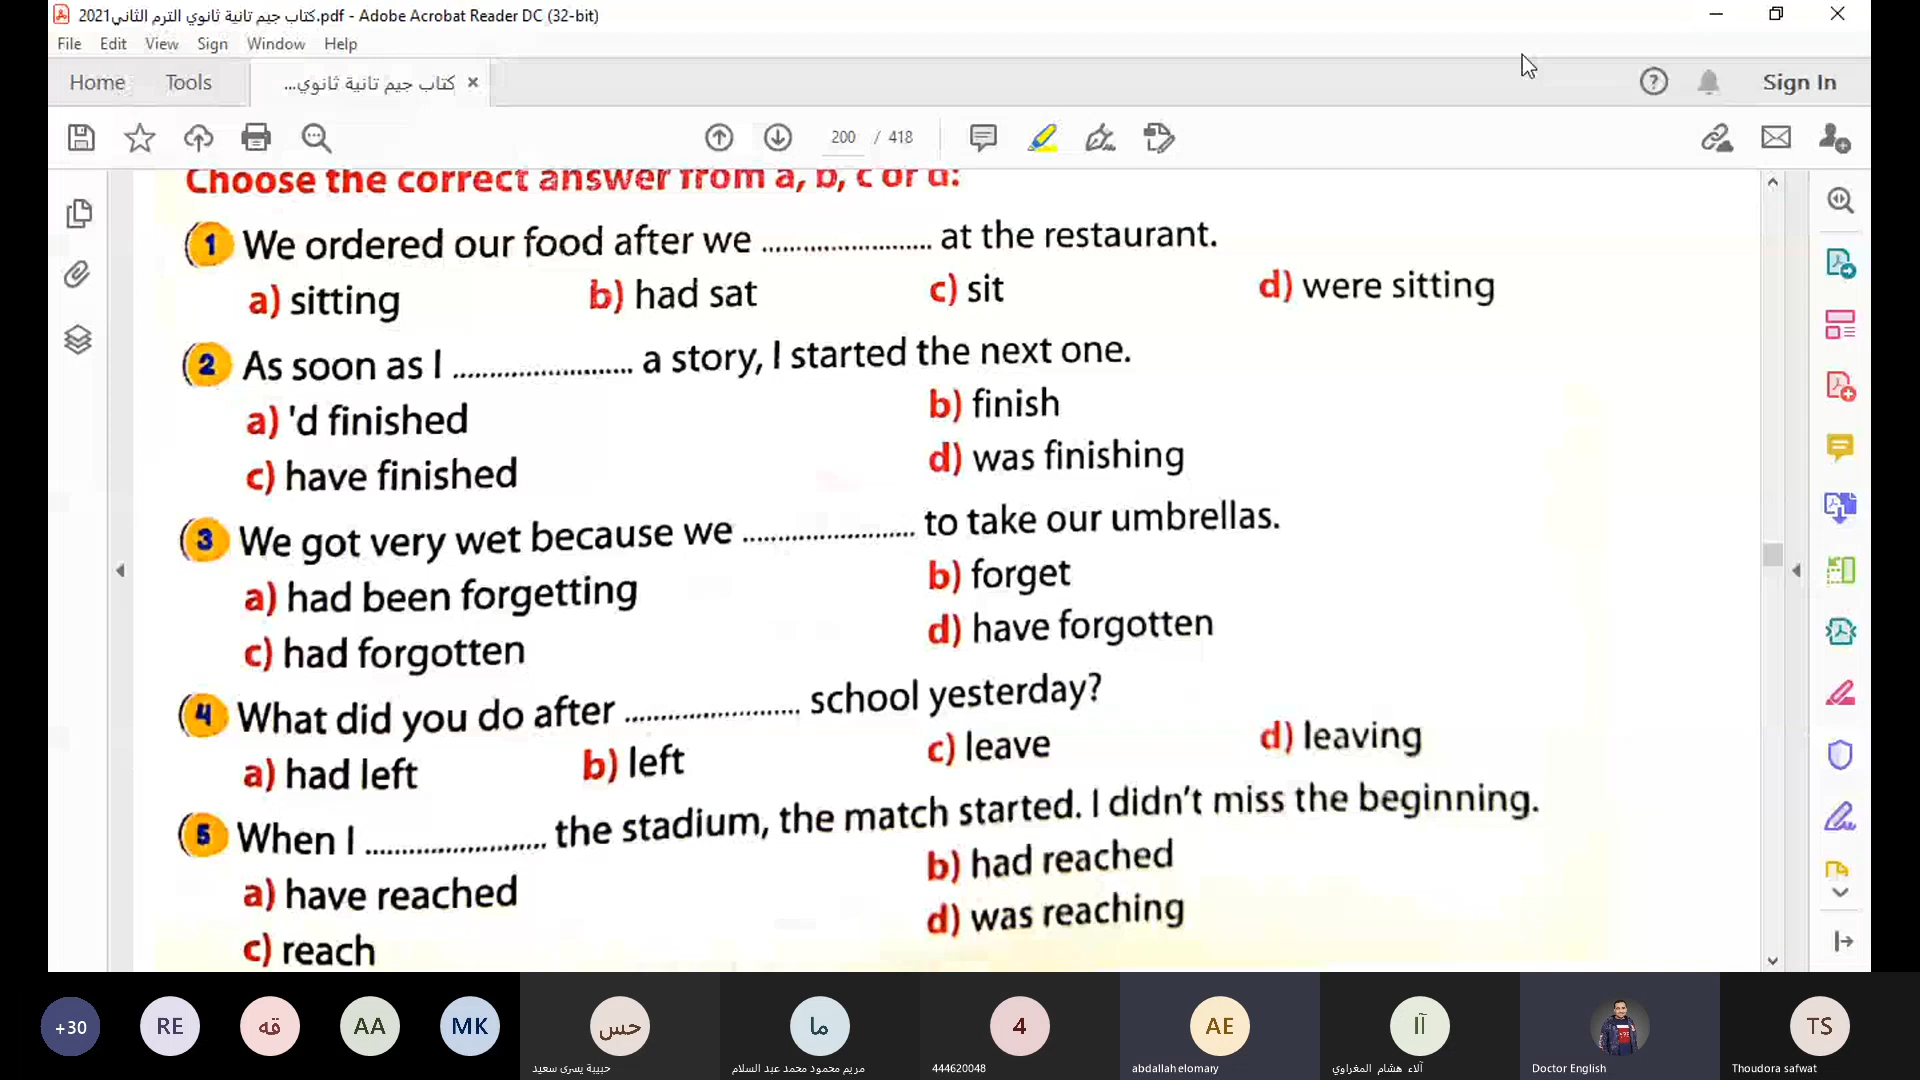 كتاب جيم تانية ثانوي الترم الثاني2021.pdf - Adobe Acrobat Reader DC (32-bit)
File Edit View Sign Window Help
Home Tools كتاب جيم تانية ثانوي... × ? Sign In
200 / 418
Choose the correct answer from a, b, c or d:
1 We ordered our food after we ........................ at the restaurant.
a) sitting b) had sat c) sit d) were sitting
2 As soon as I ........................ a story, I started the next one.
a) 'd finished b) finish
c) have finished d) was finishing
3 We got very wet because we ........................ to take our umbrellas.
a) had been forgetting b) forget
c) had forgotten d) have forgotten
4 What did you do after ........................ school yesterday?
a) had left b) left c) leave d) leaving
5 When I ........................ the stadium, the match started. I didn't miss the beginning.
a) have reached b) had reached
c) reach d) was reaching
+30 RE قه AA MK حس ما 4 AE آا TS
حبيبة يسرى سعيد مريم محمود محمد عبد السلام 444620048 abdallahelomary آلاء هشام المغراوي Doctor English Thoudora safwat